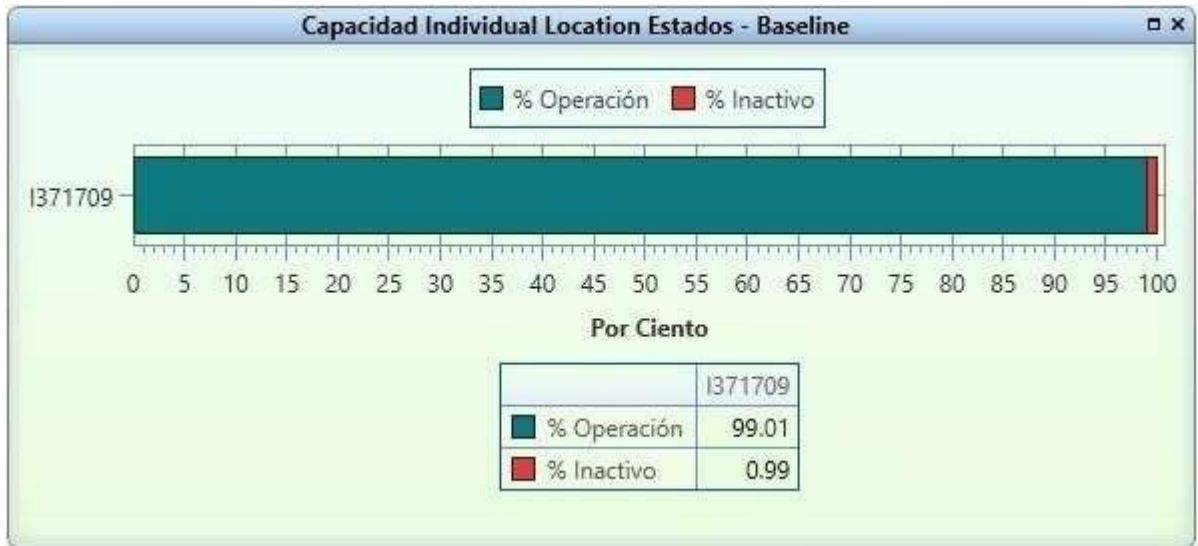 Capacidad Individual Location Estados - Baseline
% Operación % Inactivo
I371709
0 5 10 15 20 25 30 35 40 45 50 55 60 65 70 75 80 85 90 95 100
Por Ciento
I371709
% Operación 99.01
% Inactivo 0.99